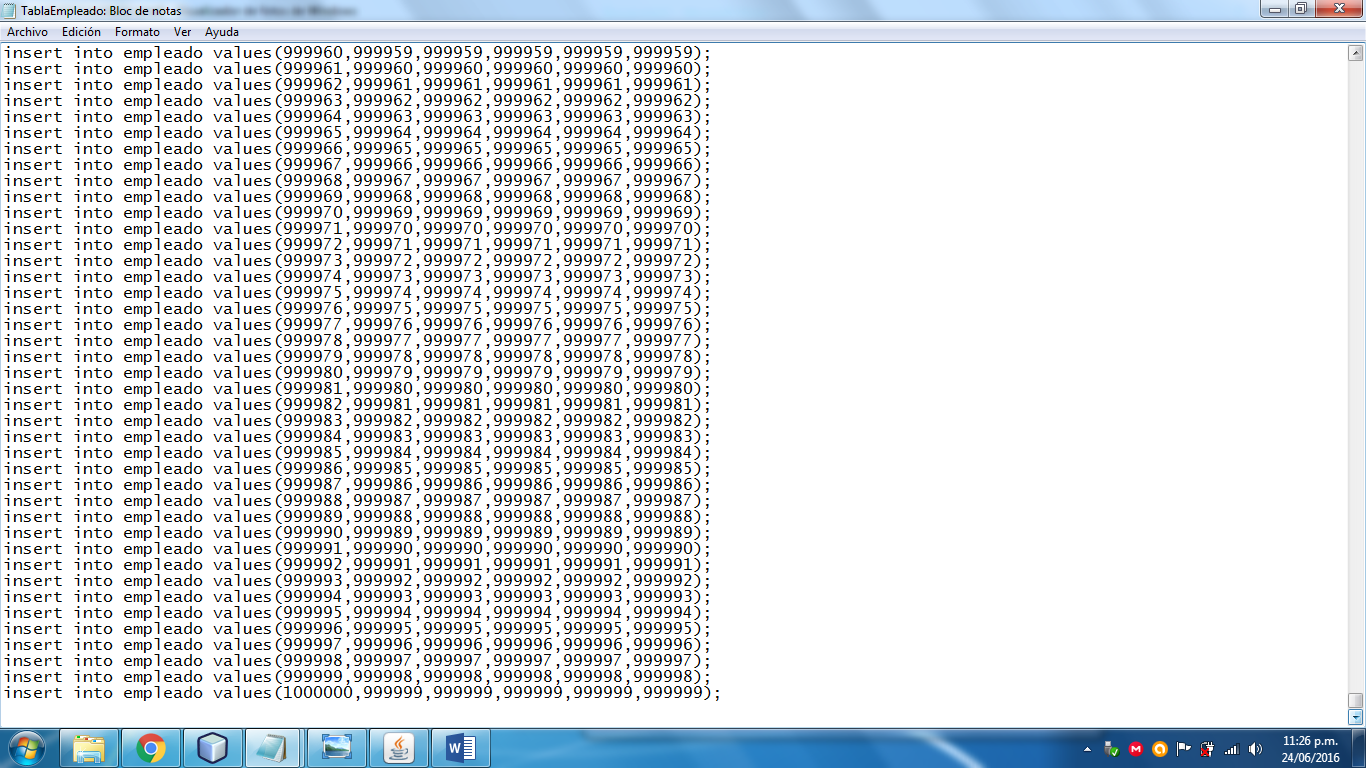 TablaEmpleado: Bloc de notas
Archivo Edición Formato Ver Ayuda
insert into empleado values(999960,999959,999959,999959,999959,999959);
insert into empleado values(999961,999960,999960,999960,999960,999960);
insert into empleado values(999962,999961,999961,999961,999961,999961);
insert into empleado values(999963,999962,999962,999962,999962,999962);
insert into empleado values(999964,999963,999963,999963,999963,999963);
insert into empleado values(999965,999964,999964,999964,999964,999964);
insert into empleado values(999966,999965,999965,999965,999965,999965);
insert into empleado values(999967,999966,999966,999966,999966,999966);
insert into empleado values(999968,999967,999967,999967,999967,999967);
insert into empleado values(999969,999968,999968,999968,999968,999968);
insert into empleado values(999970,999969,999969,999969,999969,999969);
insert into empleado values(999971,999970,999970,999970,999970,999970);
insert into empleado values(999972,999971,999971,999971,999971,999971);
insert into empleado values(999973,999972,999972,999972,999972,999972);
insert into empleado values(999974,999973,999973,999973,999973,999973);
insert into empleado values(999975,999974,999974,999974,999974,999974);
insert into empleado values(999976,999975,999975,999975,999975,999975);
insert into empleado values(999977,999976,999976,999976,999976,999976);
insert into empleado values(999978,999977,999977,999977,999977,999977);
insert into empleado values(999979,999978,999978,999978,999978,999978);
insert into empleado values(999980,999979,999979,999979,999979,999979);
insert into empleado values(999981,999980,999980,999980,999980,999980);
insert into empleado values(999982,999981,999981,999981,999981,999981);
insert into empleado values(999983,999982,999982,999982,999982,999982);
insert into empleado values(999984,999983,999983,999983,999983,999983);
insert into empleado values(999985,999984,999984,999984,999984,999984);
insert into empleado values(999986,999985,999985,999985,999985,999985);
insert into empleado values(999987,999986,999986,999986,999986,999986);
insert into empleado values(999988,999987,999987,999987,999987,999987);
insert into empleado values(999989,999988,999988,999988,999988,999988);
insert into empleado values(999990,999989,999989,999989,999989,999989);
insert into empleado values(999991,999990,999990,999990,999990,999990);
insert into empleado values(999992,999991,999991,999991,999991,999991);
insert into empleado values(999993,999992,999992,999992,999992,999992);
insert into empleado values(999994,999993,999993,999993,999993,999993);
insert into empleado values(999995,999994,999994,999994,999994,999994);
insert into empleado values(999996,999995,999995,999995,999995,999995);
insert into empleado values(999997,999996,999996,999996,999996,999996);
insert into empleado values(999998,999997,999997,999997,999997,999997);
insert into empleado values(999999,999998,999998,999998,999998,999998);
insert into empleado values(1000000,999999,999999,999999,999999,999999);
11:26 p.m.
24/06/2016